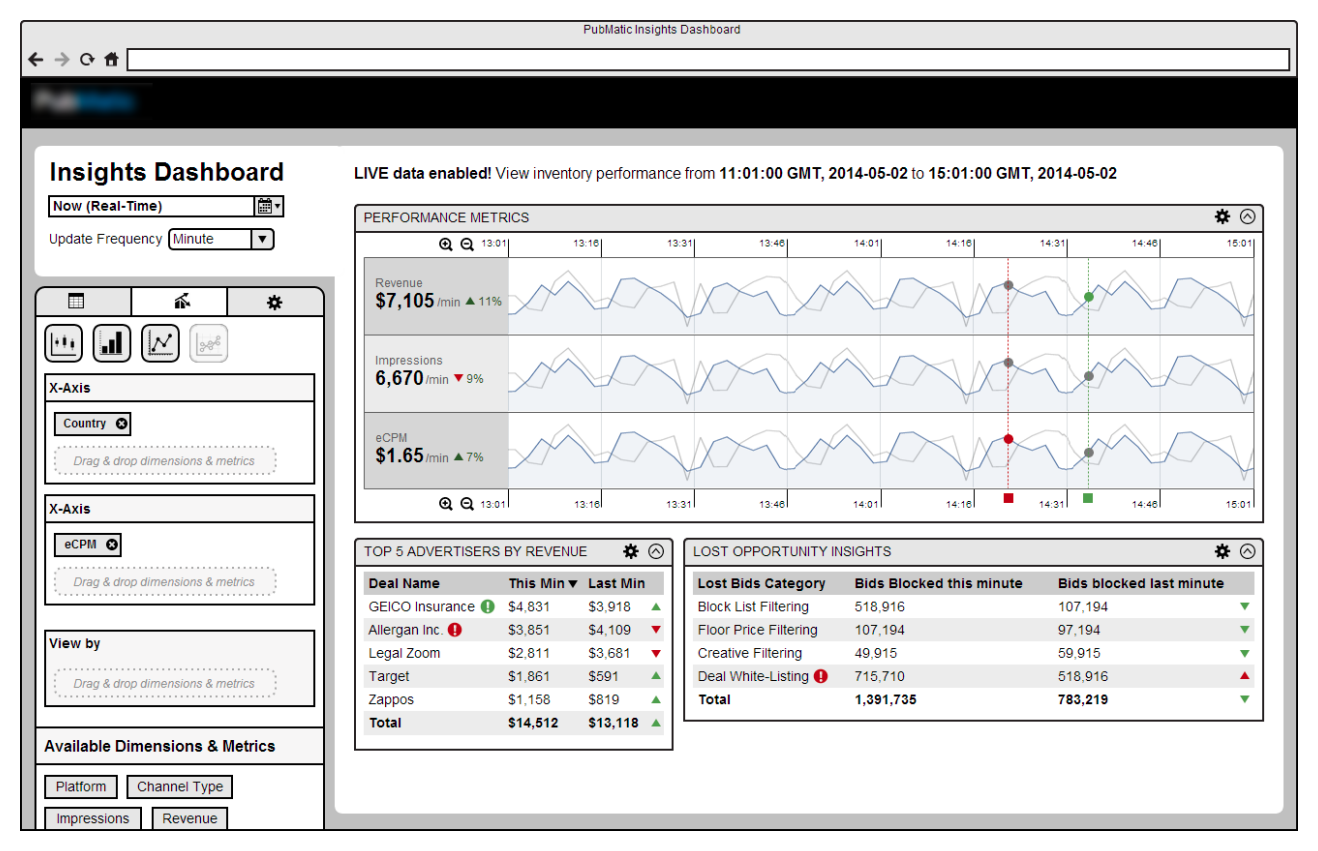 PubMatic Insights Dashboard
PubMatic
Insights Dashboard
Now (Real-Time)
Update Frequency Minute
LIVE data enabled! View inventory performance from 11:01:00 GMT, 2014-05-02 to 15:01:00 GMT, 2014-05-02
X-Axis
Country
Drag & drop dimensions & metrics
X-Axis
eCPM
Drag & drop dimensions & metrics
View by
Drag & drop dimensions & metrics
Available Dimensions & Metrics
Platform Channel Type
Impressions Revenue
PERFORMANCE METRICS
13:01 13:16 13:31 13:46 14:01 14:16 14:31 14:46 15:01
Revenue
$7,105 /min ▲ 11%
Impressions
6,670 /min ▼ 9%
eCPM
$1.65 /min ▲ 7%
13:01 13:16 13:31 13:46 14:01 14:16 14:31 14:46 15:01
TOP 5 ADVERTISERS BY REVENUE
Deal Name This Min ▼ Last Min
GEICO Insurance $4,831 $3,918 ▲
Allergan Inc. $3,851 $4,109 ▼
Legal Zoom $2,811 $3,681 ▼
Target $1,861 $591 ▲
Zappos $1,158 $819 ▲
Total $14,512 $13,118 ▲
LOST OPPORTUNITY INSIGHTS
Lost Bids Category Bids Blocked this minute Bids blocked last minute
Block List Filtering 518,916 107,194 ▼
Floor Price Filtering 107,194 97,194 ▼
Creative Filtering 49,915 59,915 ▼
Deal White-Listing 715,710 518,916 ▲
Total 1,391,735 783,219 ▼